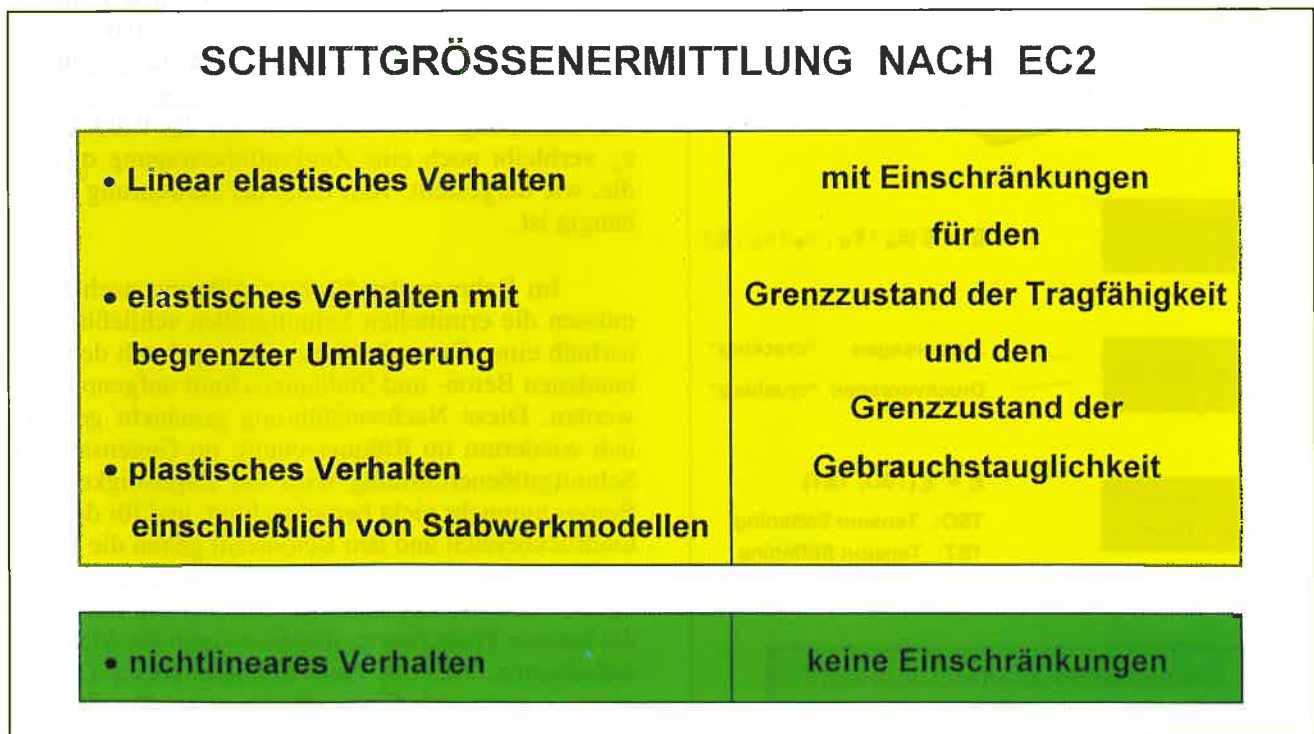 SCHNITTGRÖSSENERMITTLUNG NACH EC2
• Linear elastisches Verhalten
• elastisches Verhalten mit
begrenzter Umlagerung
• plastisches Verhalten
einschließlich von Stabwerkmodellen
mit Einschränkungen
für den
Grenzzustand der Tragfähigkeit
und den
Grenzzustand der
Gebrauchstauglichkeit
• nichtlineares Verhalten
keine Einschränkungen